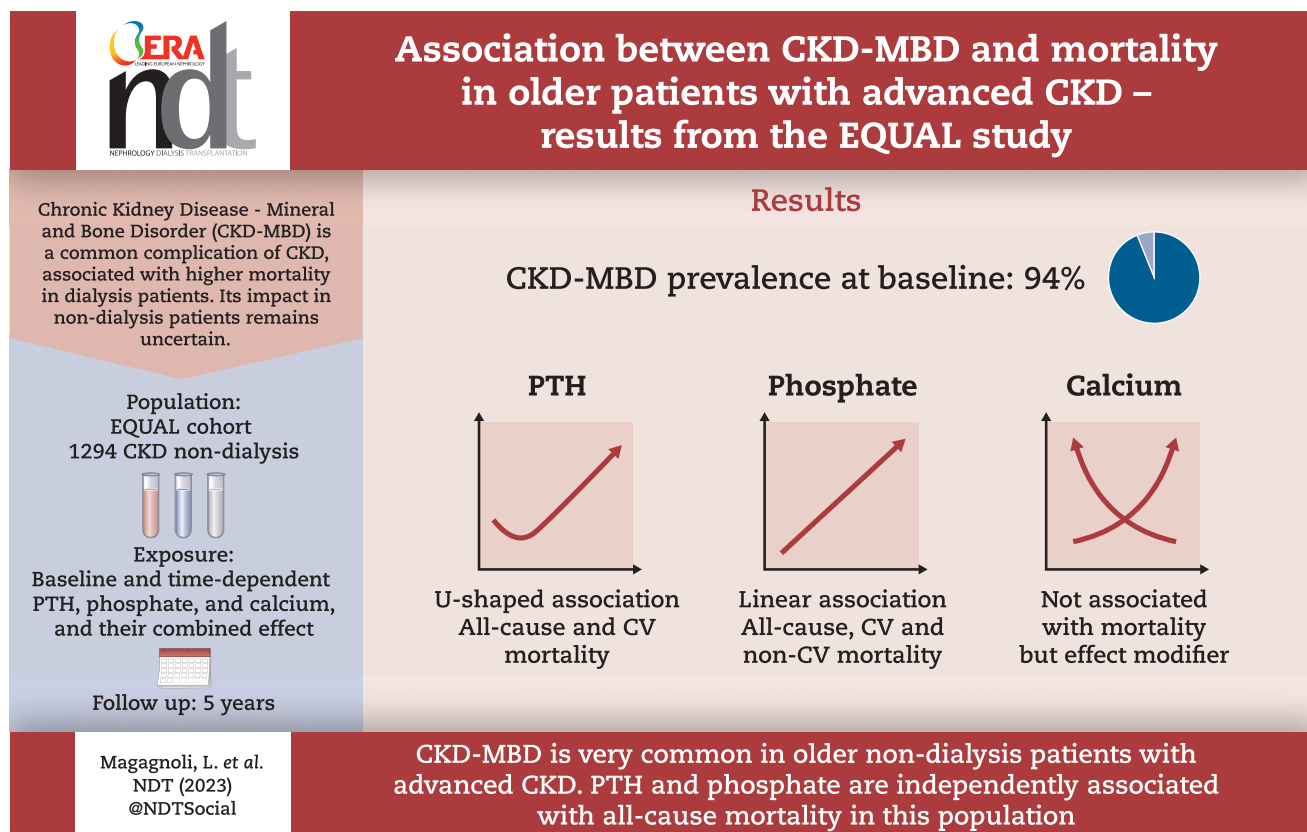 ERA
LEADING EUROPEAN NEPHROLOGY
ndt
NEPHROLOGY DIALYSIS TRANSPLANTATION
Association between CKD-MBD and mortality
in older patients with advanced CKD –
results from the EQUAL study
Chronic Kidney Disease - Mineral
and Bone Disorder (CKD-MBD) is
a common complication of CKD,
associated with higher mortality
in dialysis patients. Its impact in
non-dialysis patients remains
uncertain.
Population:
EQUAL cohort
1294 CKD non-dialysis
Exposure:
Baseline and time-dependent
PTH, phosphate, and calcium,
and their combined effect
Follow up: 5 years
Results
CKD-MBD prevalence at baseline: 94%
PTH
U-shaped association
All-cause and CV
mortality
Phosphate
Linear association
All-cause, CV and
non-CV mortality
Calcium
Not associated
with mortality
but effect modifier
Magagnoli, L. et al.
NDT (2023)
@NDTSocial
CKD-MBD is very common in older non-dialysis patients with
advanced CKD. PTH and phosphate are independently associated
with all-cause mortality in this population